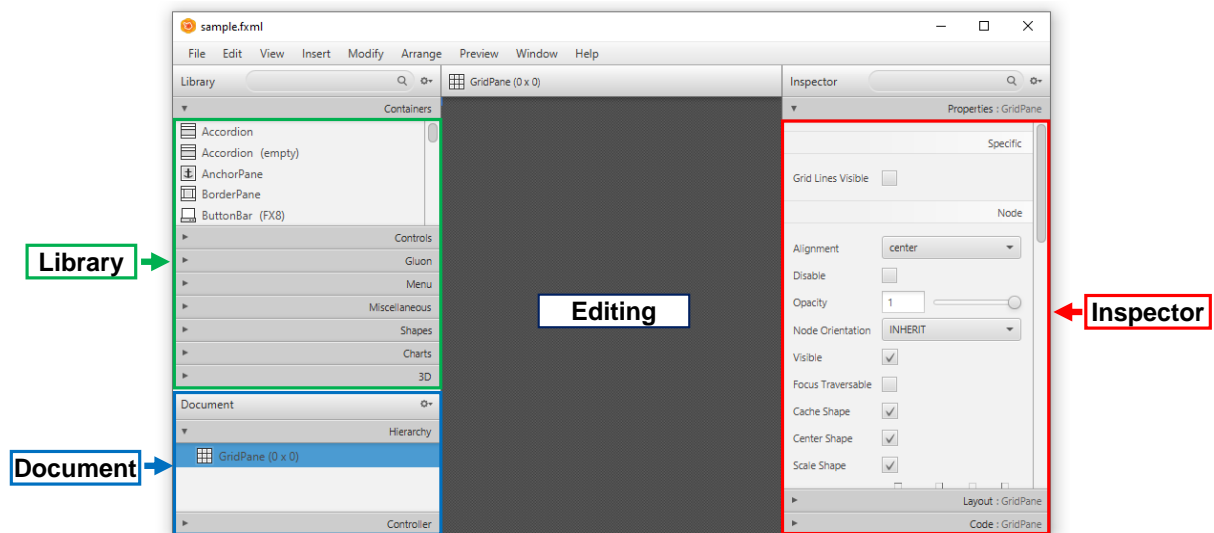 sample.fxml
File Edit View Insert Modify Arrange Preview Window Help
Library
GridPane (0 x 0)
Inspector
Containers
Properties : GridPane
Accordion
Accordion (empty)
AnchorPane
BorderPane
ButtonBar (FX8)
Controls
Gluon
Menu
Miscellaneous
Shapes
Charts
3D
Library
Document
Hierarchy
GridPane (0 x 0)
Controller
Document
Editing
Specific
Grid Lines Visible
Node
Alignment center
Disable
Opacity 1
Node Orientation INHERIT
Visible
Focus Traversable
Cache Shape
Center Shape
Scale Shape
Layout : GridPane
Code : GridPane
Inspector